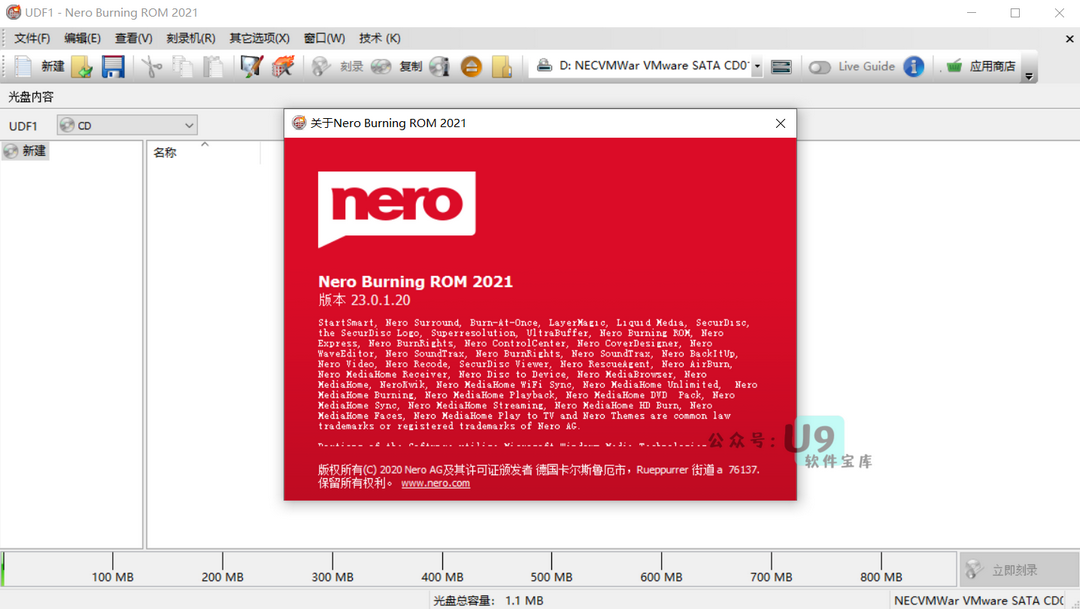 UDF1 - Nero Burning ROM 2021
文件(F) 编辑(E) 查看(V) 刻录机(R) 其它选项(X) 窗口(W) 技术 (K)
新建 刻录 复制 D: NECVMWar VMware SATA CD0 Live Guide 应用商店
光盘内容
UDF1 CD
新建
名称
关于Nero Burning ROM 2021
nero
Nero Burning ROM 2021
版本 23.0.1.20
StartSmart, Nero Surround, Burn-At-Once, LayerMagic, Liquid Media, SecurDisc,
the SecurDisc Logo, Superresolution, UltraBuffer, Nero Burning ROM, Nero
Express, Nero BurnRights, Nero ControlCenter, Nero CoverDesigner, Nero
WaveEditor, Nero SoundTrax, Nero BurnRights, Nero SoundTrax, Nero BackItUp,
Nero Video, Nero Recode, SecurDisc Viewer, Nero RescueAgent, Nero AirBurn,
Nero MediaHome Receiver, Nero Disc to Device, Nero MediaBrowser, Nero
MediaHome, NeroKwik, Nero MediaHome WiFi Sync, Nero MediaHome Unlimited, Nero
MediaHome Burning, Nero MediaHome Playback, Nero MediaHome DVD Pack, Nero
MediaHome Sync, Nero MediaHome Streaming, Nero MediaHome HD Burn, Nero
MediaHome Faces, Nero MediaHome Play to TV and Nero Themes are common law
trademarks or registered trademarks of Nero AG.
Portions of the Software utilize Microsoft Windows Media Technologies
公众号: U9
软件宝库
版权所有(C) 2020 Nero AG及其许可证颁发者 德国卡尔斯鲁厄市，Rueppurrer 街道 a 76137.
保留所有权利。 www.nero.com
100 MB 200 MB 300 MB 400 MB 500 MB 600 MB 700 MB 800 MB
立即刻录
光盘总容量: 1.1 MB NECVMWar VMware SATA CD0